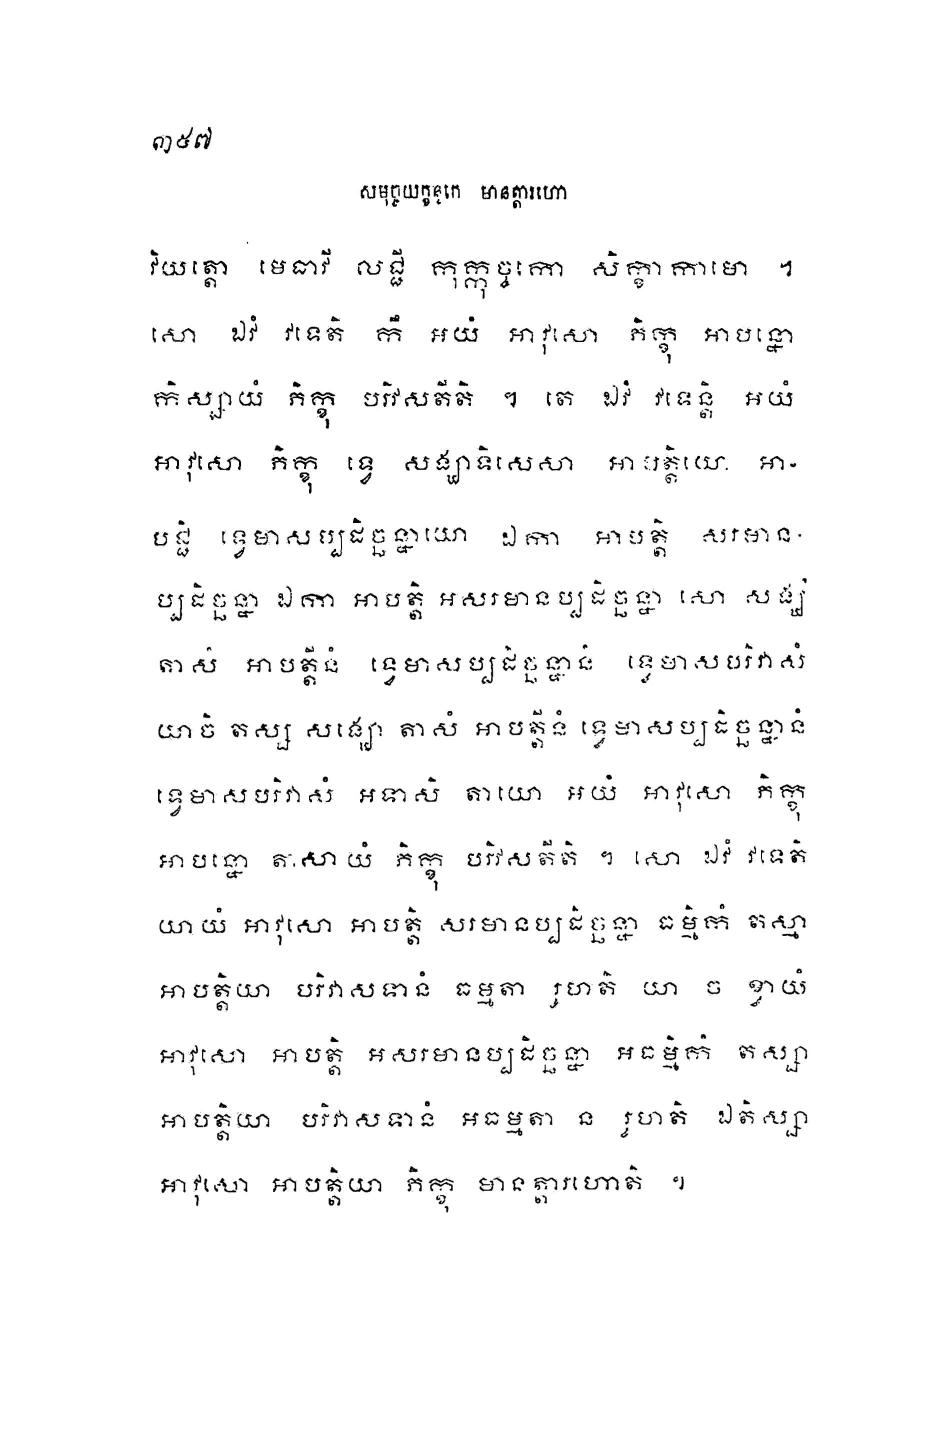 ៣៥៧
សមុច្ចយក្ខន្ធកេ មានត្តារហោ
វិយត្តោ មេធាវី លជ្ជី កុក្កុច្ចកោ សិក្ខាកាមោ ។
សោ ឯវំ វទេតិ កឹ អយំ អាវុសោ ភិក្ខុ អាបន្នោ
កិស្សាយំ ភិក្ខុ បរិវសតីតិ ។ តេ ឯវំ វទេន្តិ អយំ
អាវុសោ ភិក្ខុ ទ្វេ សង្ឃាទិសេសា អាបត្តិយោ អា-
បជ្ជិ ទ្វេមាសប្បដិច្ឆន្នាយោ ឯកា អាបត្តិ សរមាន-
ប្បដិច្ឆន្នា ឯកា អាបត្តិ អសរមានប្បដិច្ឆន្នា សោ សង្ឃំ
តាសំ អាបត្តីនំ ទ្វេមាសប្បដិច្ឆន្នានំ ទ្វេមាសបរិវាសំ
យាចិ តស្ស សង្ឃោ តាសំ អាបត្តីនំ ទ្វេមាសប្បដិច្ឆន្នានំ
ទ្វេមាសបរិវាសំ អទាសិ តាយោ អយំ អាវុសោ ភិក្ខុ
អាបន្នោ តាសាយំ ភិក្ខុ បរិវសតីតិ ។ សោ ឯវំ វទេតិ
យាយំ អាវុសោ អាបត្តិ សរមានប្បដិច្ឆន្នា ធម្មិកំ តស្មា
អាបត្តិយា បរិវាសទានំ ធម្មតា រូហតិ យា ច ខ្វាយំ
អាវុសោ អាបត្តិ អសរមានប្បដិច្ឆន្នា អធម្មិកំ តស្សា
អាបត្តិយា បរិវាសទានំ អធម្មតា ន រូហតិ ឯតិស្សា
អាវុសោ អាបត្តិយា ភិក្ខុ មានត្តារហោតិ ។